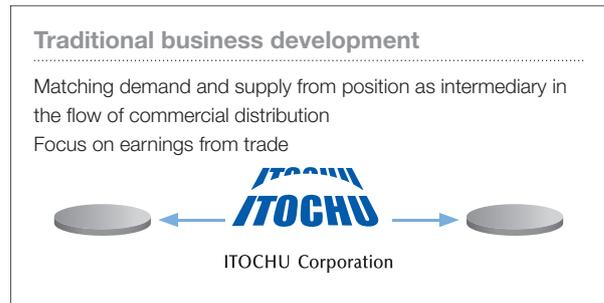 Traditional business development
Matching demand and supply from position as intermediary in
the flow of commercial distribution
Focus on earnings from trade
ITOCHU
ITOCHU
ITOCHU Corporation